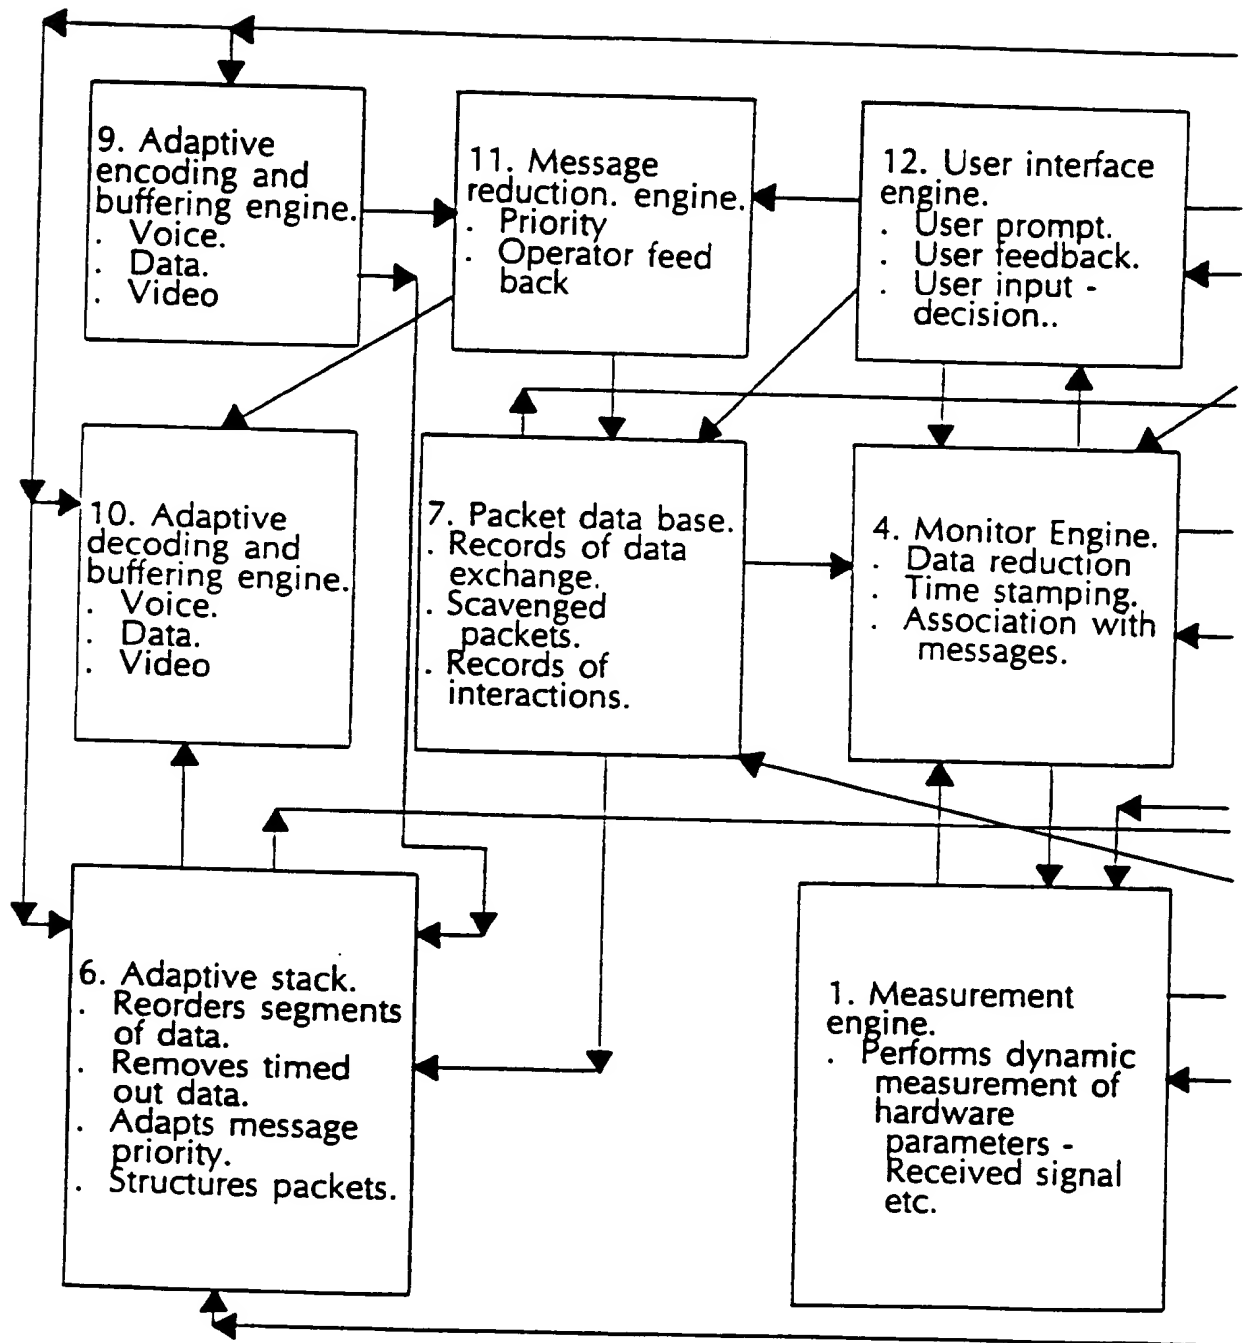 9. Adaptive
encoding and
buffering engine.
. Voice.
. Data.
. Video
11. Message
reduction. engine.
. Priority
. Operator feed
back
12. User interface
engine.
. User prompt.
. User feedback.
. User input -
decision..
10. Adaptive
decoding and
buffering engine.
. Voice.
. Data.
. Video
7. Packet data base.
. Records of data
exchange.
. Scavenged
packets.
. Records of
interactions.
4. Monitor Engine.
. Data reduction
. Time stamping.
. Association with
messages.
6. Adaptive stack.
. Reorders segments
of data.
. Removes timed
out data.
. Adapts message
priority.
. Structures packets.
1. Measurement
engine.
. Performs dynamic
measurement of
hardware
parameters -
Received signal
etc.